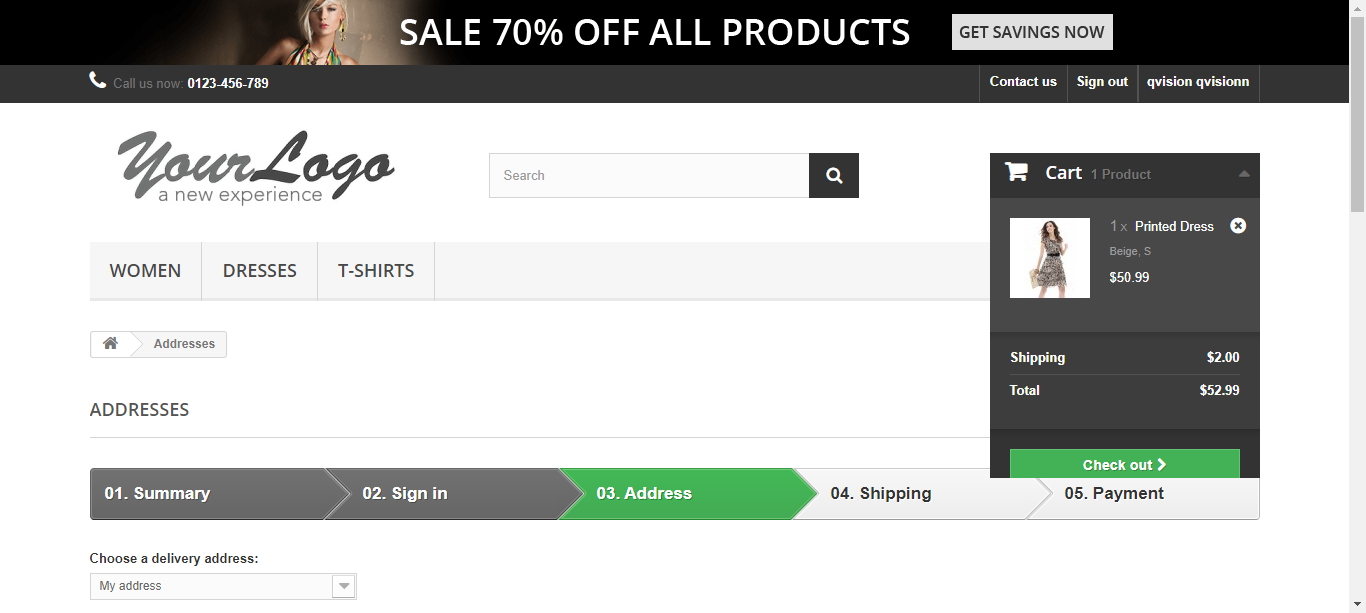 SALE 70% OFF ALL PRODUCTS GET SAVINGS NOW
Call us now: 0123-456-789
Contact us Sign out qvision qvisionn
YourLogo
a new experience
Search
Cart 1 Product
1 x Printed Dress
Beige, S
$50.99
Shipping $2.00
Total $52.99
Check out
WOMEN DRESSES T-SHIRTS
Addresses
ADDRESSES
01. Summary 02. Sign in 03. Address 04. Shipping 05. Payment
Choose a delivery address:
My address